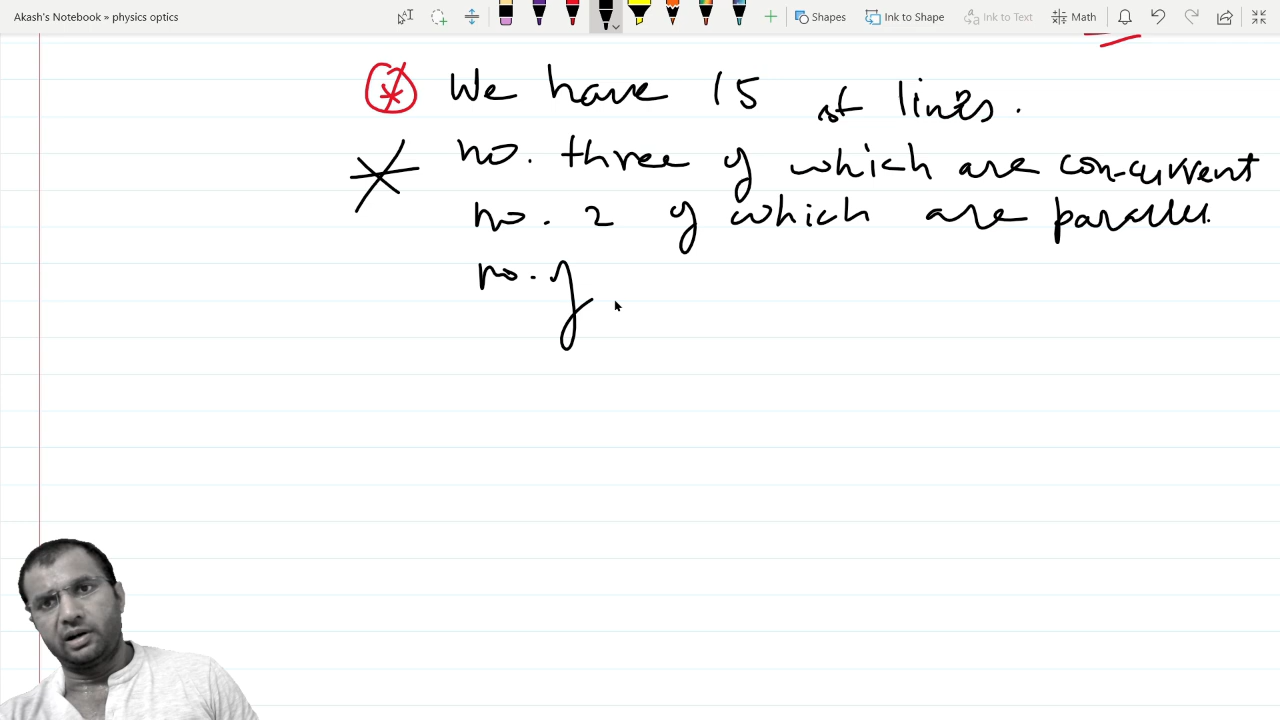 Akash's Notebook » physics optics
Shapes Ink to Shape Ink to Text Math
We have 15 st lines.
no. three of which are con-current
no. 2 of which are parallel.
no. of